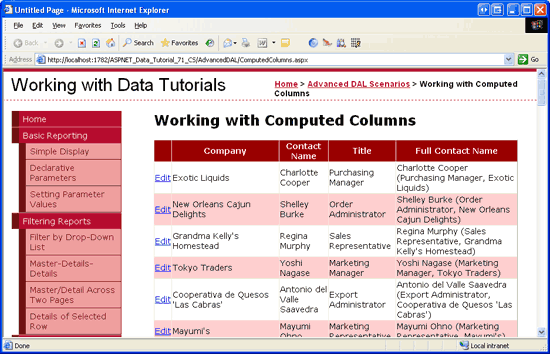 Untitled Page - Microsoft Internet Explorer
File Edit View Favorites Tools Help
Back Search Favorites
Address http://localhost:1782/ASPNET_Data_Tutorial_71_CS/AdvancedDAL/ComputedColumns.aspx
Working with Data Tutorials
Home > Advanced DAL Scenarios > Working with Computed
Columns
Home
Basic Reporting
Simple Display
Declarative
Parameters
Setting Parameter
Values
Filtering Reports
Filter by Drop-Down
List
Master-Details-
Details
Master/Detail Across
Two Pages
Details of Selected
Row
Working with Computed Columns
Company Contact Name Title Full Contact Name
Edit Exotic Liquids Charlotte Cooper Purchasing Manager Charlotte Cooper (Purchasing Manager, Exotic Liquids)
Edit New Orleans Cajun Delights Shelley Burke Order Administrator Shelley Burke (Order Administrator, New Orleans Cajun Delights)
Edit Grandma Kelly's Homestead Regina Murphy Sales Representative Regina Murphy (Sales Representative, Grandma Kelly's Homestead)
Edit Tokyo Traders Yoshi Nagase Marketing Manager Yoshi Nagase (Marketing Manager, Tokyo Traders)
Edit Cooperativa de Quesos 'Las Cabras' Antonio del Valle Saavedra Export Administrator Antonio del Valle Saavedra (Export Administrator, Cooperativa de Quesos 'Las Cabras')
Edit Mayumi's Mayumi Ohno Marketing Representative Mayumi Ohno (Marketing Representative, Mayumi's)
Done
Local intranet